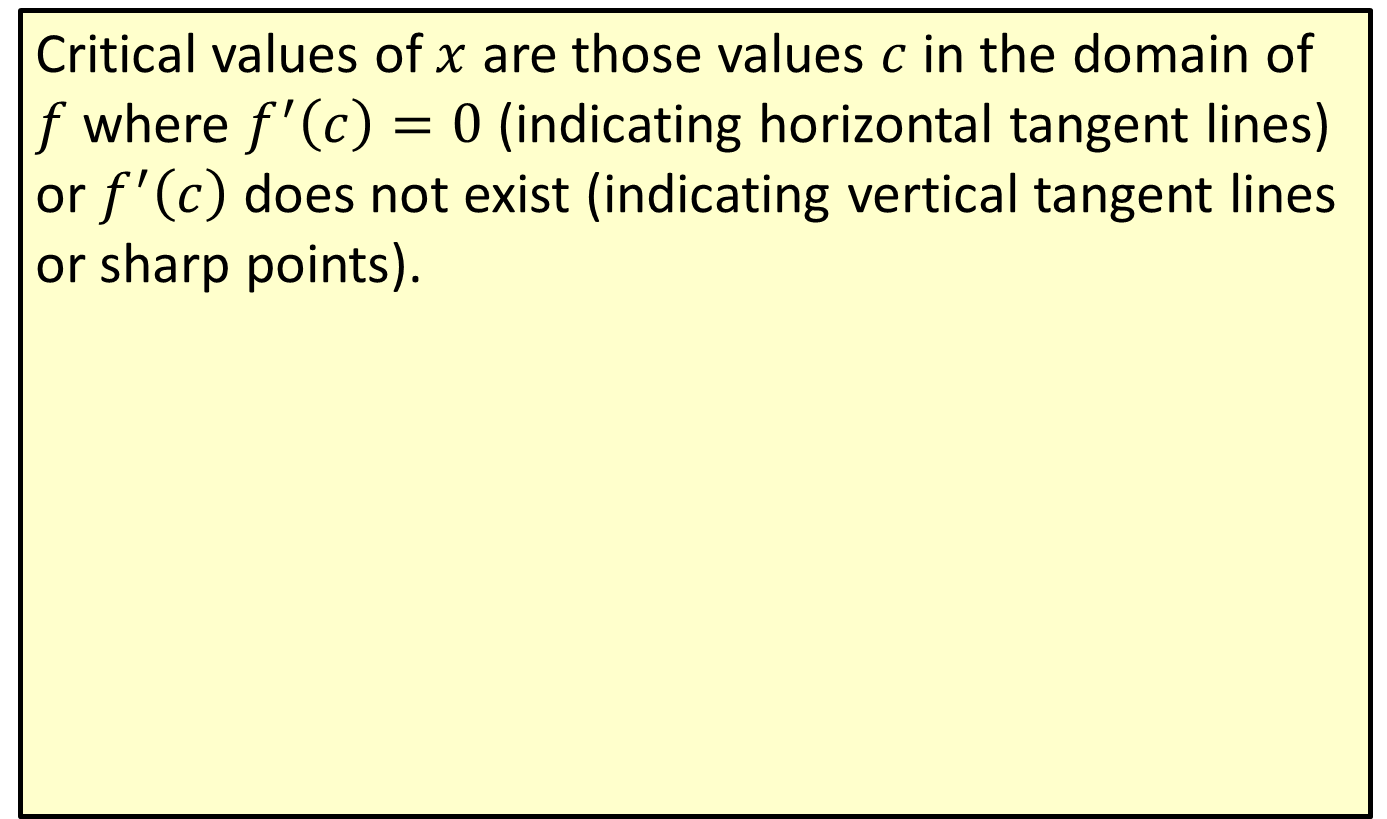 Critical values of x are those values c in the domain of
f where f′(c) = 0 (indicating horizontal tangent lines)
or f′(c) does not exist (indicating vertical tangent lines
or sharp points).